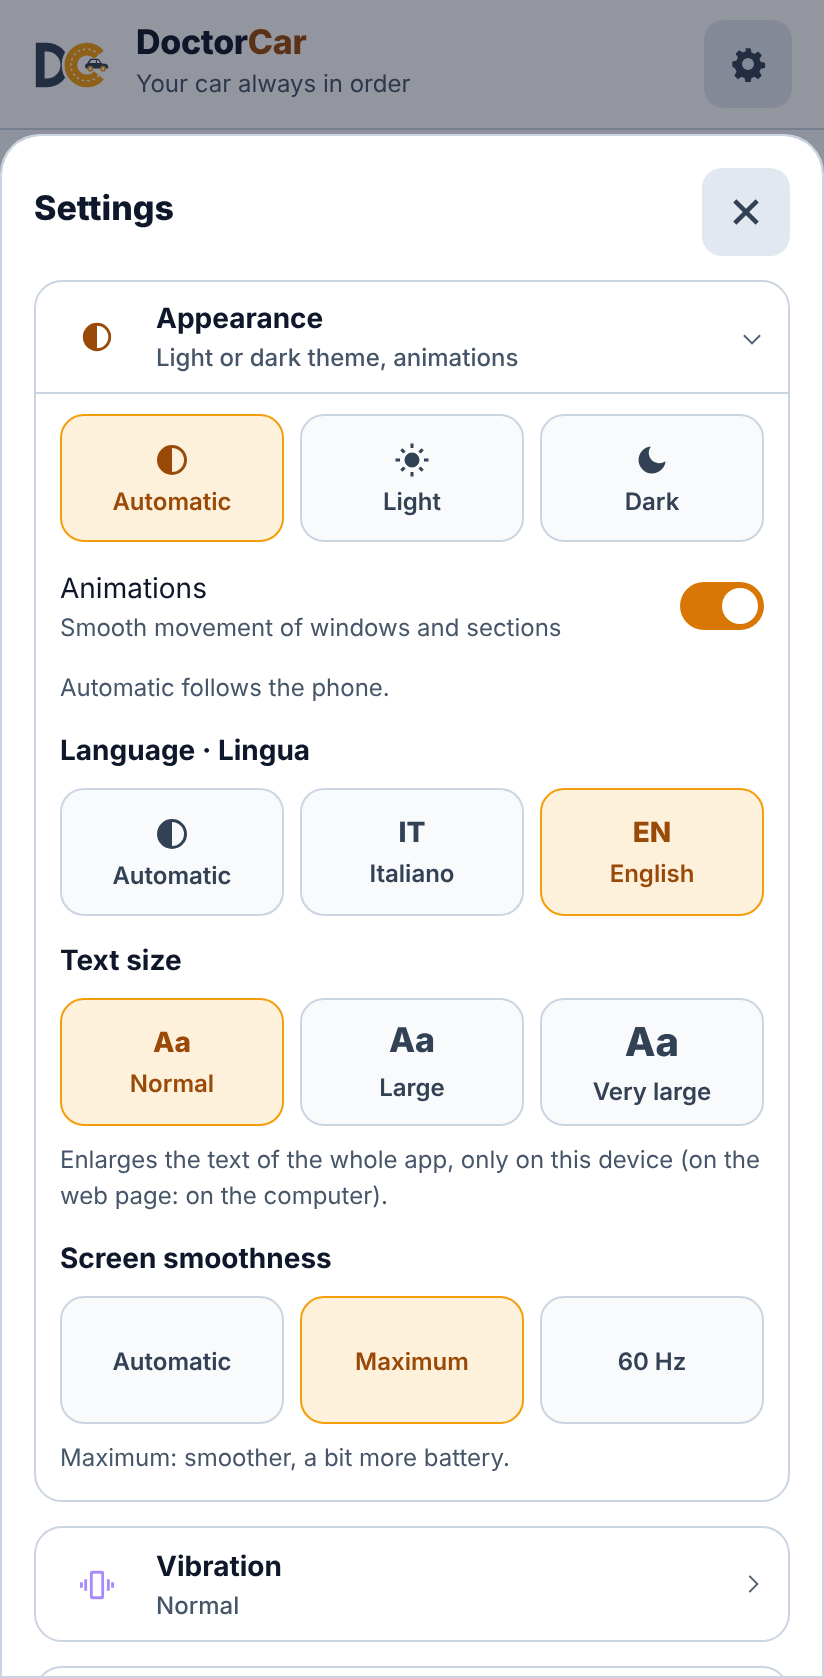 DC
DoctorCar
Your car always in order
Settings
Appearance
Light or dark theme, animations
Automatic
Light
Dark
Animations
Smooth movement of windows and sections
Automatic follows the phone.
Language · Lingua
Automatic
IT
Italiano
EN
English
Text size
Aa
Normal
Aa
Large
Aa
Very large
Enlarges the text of the whole app, only on this device (on the
web page: on the computer).
Screen smoothness
Automatic
Maximum
60 Hz
Maximum: smoother, a bit more battery.
Vibration
Normal